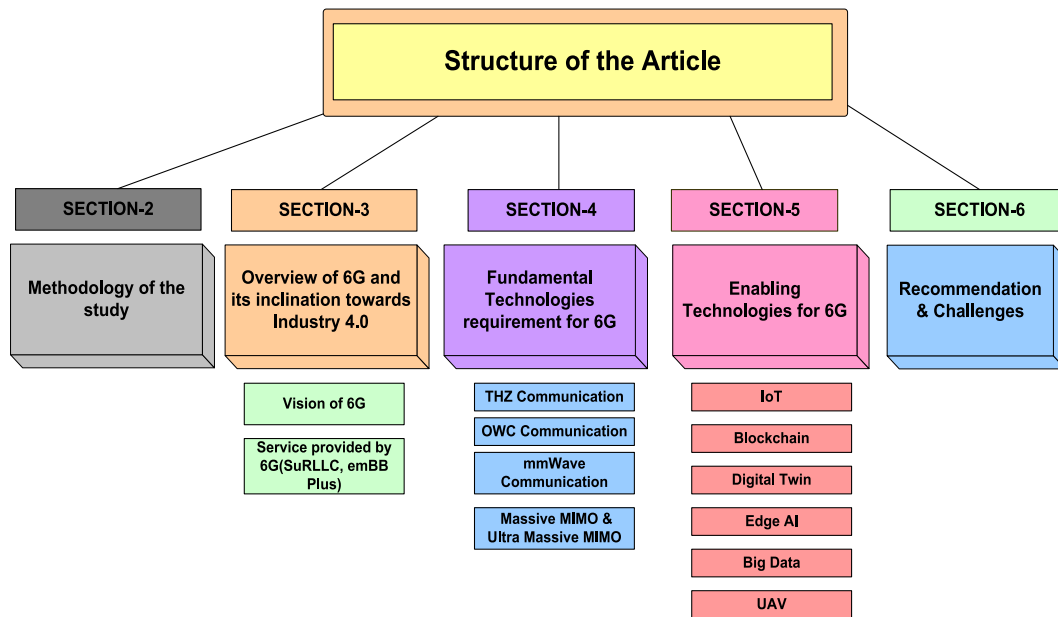 Structure of the Article
SECTION-2
SECTION-3
SECTION-4
SECTION-5
SECTION-6
Methodology of the
study
Overview of 6G and
its inclination towards
Industry 4.0
Fundamental
Technologies
requirement for 6G
Enabling
Technologies for 6G
Recommendation
& Challenges
Vision of 6G
Service provided by
6G(SuRLLC, emBB
Plus)
THZ Communication
OWC Communication
mmWave
Communication
Massive MIMO &
Ultra Massive MIMO
IoT
Blockchain
Digital Twin
Edge AI
Big Data
UAV